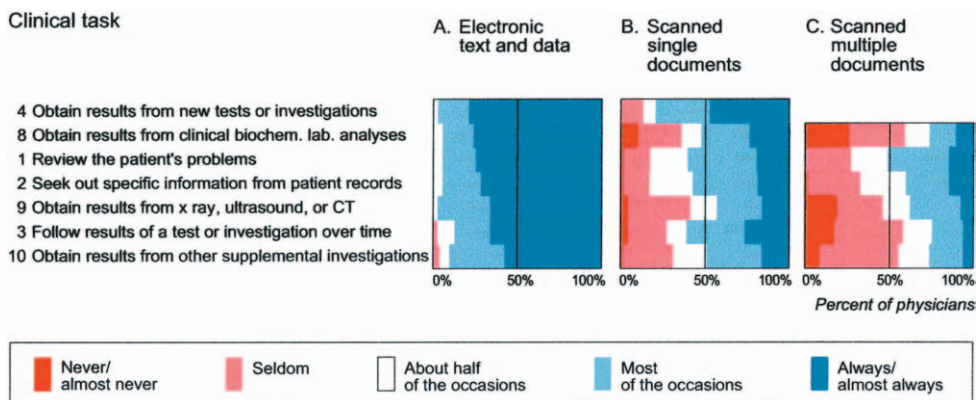 Clinical task
A. Electronic
text and data
B. Scanned
single
documents
C. Scanned
multiple
documents
4 Obtain results from new tests or investigations
8 Obtain results from clinical biochem. lab. analyses
1 Review the patient's problems
2 Seek out specific information from patient records
9 Obtain results from x ray, ultrasound, or CT
3 Follow results of a test or investigation over time
10 Obtain results from other supplemental investigations
0% 50% 100% 0% 50% 100% 0% 50% 100%
Percent of physicians
Never/
almost never
Seldom
About half
of the occasions
Most
of the occasions
Always/
almost always